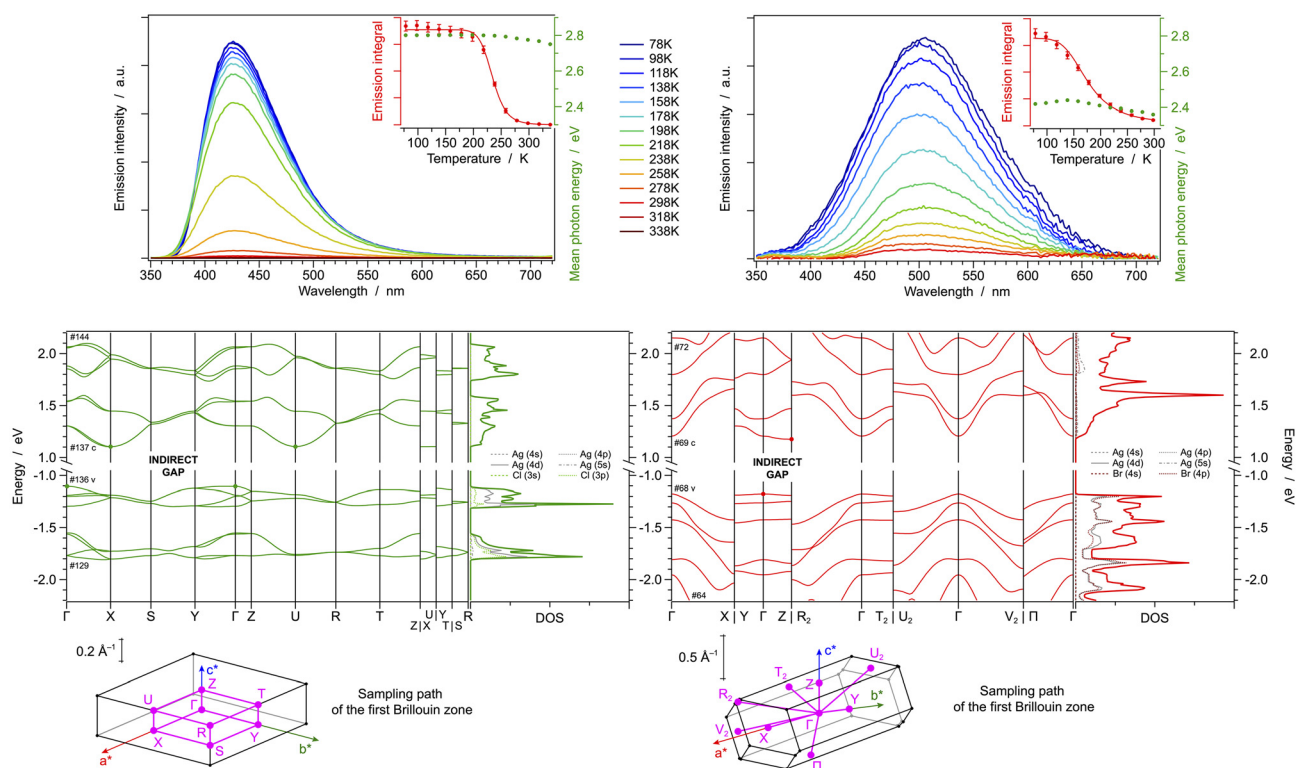 Emission intensity / a.u.
Emission integral
100 150 200 250 300
Temperature / K
2.8
2.6
2.4
Mean photon energy / eV
350 400 450 500 550 600 650 700
Wavelength / nm
78K
98K
118K
138K
158K
178K
198K
218K
238K
258K
278K
298K
318K
338K
Emission intensity / a.u.
Emission integral
100 150 200 250 300
Temperature / K
2.8
2.6
2.4
2.2
Mean photon energy / eV
350 400 450 500 550 600 650 700
Wavelength / nm
Energy / eV
2.0
1.5
1.0
-1.0
-1.5
-2.0
#144
#137 c
INDIRECT
GAP
#136 v
#129
Ag (4s) Ag (4p)
Ag (4d) Ag (5s)
Cl (3s) Cl (3p)
Γ X S Y Γ Z U R T Z|X U|Y T|S R DOS
#72
#69 c
INDIRECT
GAP
#68 v
#64
Ag (4s) Ag (4p)
Ag (4d) Ag (5s)
Br (4s) Br (4p)
Γ X|Y Γ Z|R2 Γ T2|U2 Γ V2|Π Γ DOS
2.0
1.5
1.0
-1.0
-1.5
-2.0
Energy / eV
0.2 Å⁻¹
c*
Z
U
T
Γ
R
X
Y
S
a*
b*
Sampling path
of the first Brillouin zone
0.5 Å⁻¹
c*
U2
T2
Z
R2
Y
b*
Γ
V2
X
a*
Π
Sampling path
of the first Brillouin zone